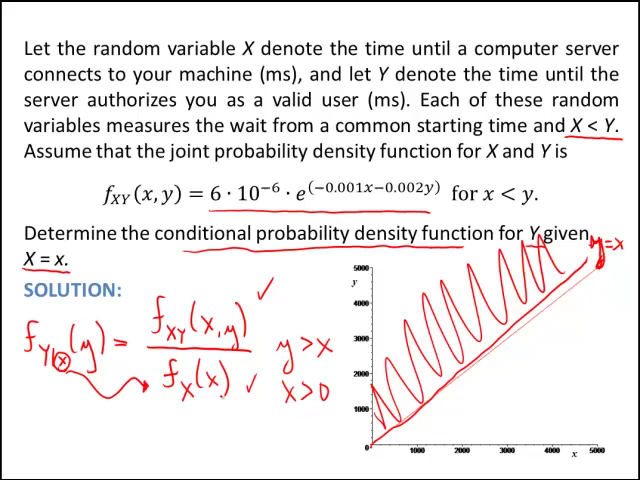 Let the random variable X denote the time until a computer server
connects to your machine (ms), and let Y denote the time until the
server authorizes you as a valid user (ms). Each of these random
variables measures the wait from a common starting time and X < Y.
Assume that the joint probability density function for X and Y is
f_XY(x, y) = 6 · 10^−6 · e^(−0.001x−0.002y) for x < y.
Determine the conditional probability density function for Y given
X = x.
SOLUTION:
f_Y|x(y) = f_XY(x, y) / f_X(x)
✓
✓
y > x
x > 0
y = x
5000
y
4000
3000
2000
1000
0
1000 2000 3000 4000 5000
x